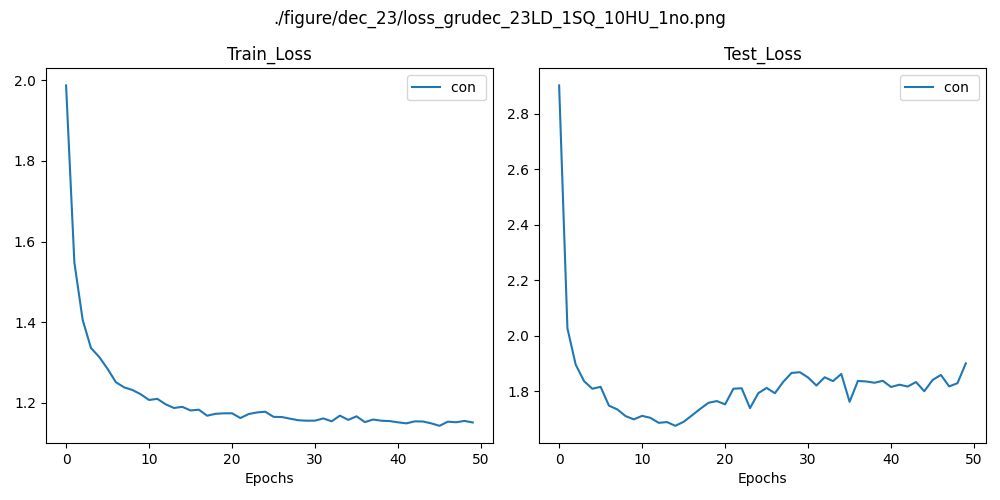 ./figure/dec_23/loss_grudec_23LD_1SQ_10HU_1no.png
Train_Loss
con
2.0
1.8
1.6
1.4
1.2
0 10 20 30 40 50
Epochs
Test_Loss
con
2.8
2.6
2.4
2.2
2.0
1.8
0 10 20 30 40 50
Epochs